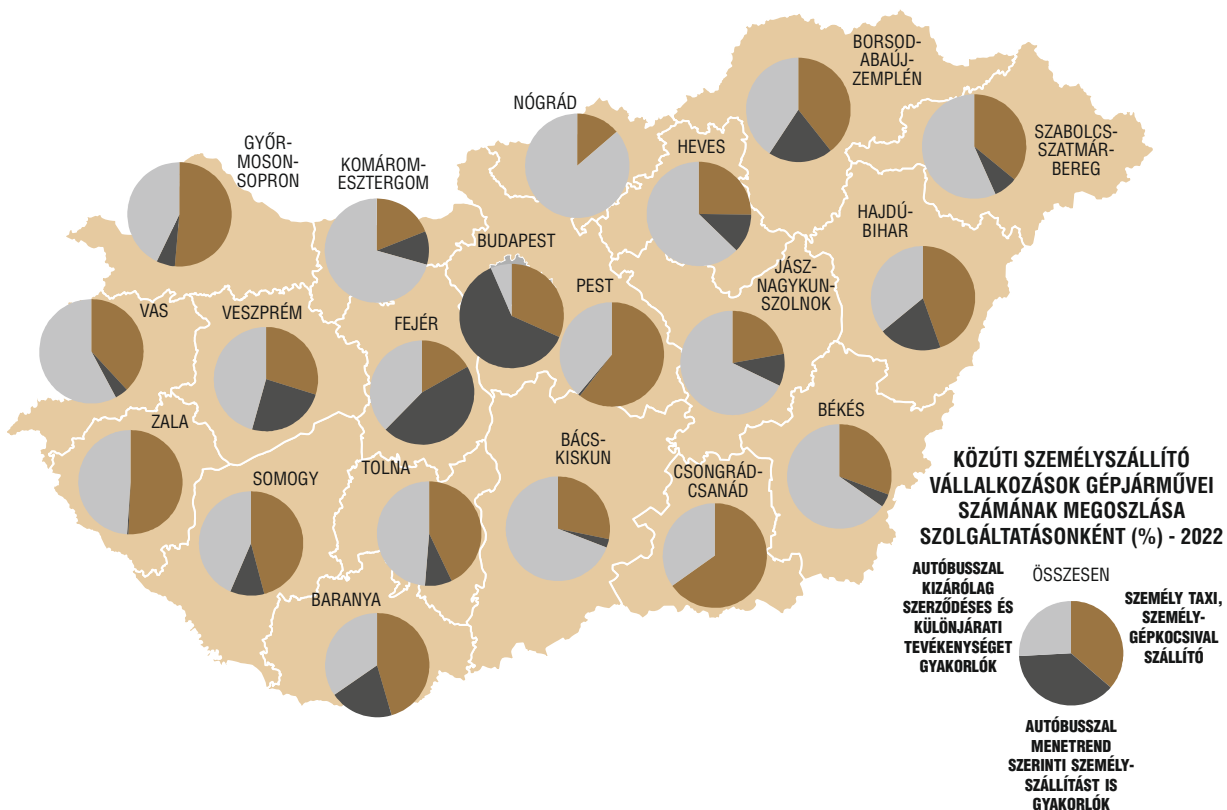 BORSOD-
ABAÚJ-
ZEMPLÉN
NÓGRÁD
SZABOLCS-
SZATMÁR-
BEREG
GYŐR-
MOSON-
SOPRON
KOMÁROM-
ESZTERGOM
HEVES
HAJDÚ-
BIHAR
BUDAPEST
PEST
JÁSZ-
NAGYKUN-
SZOLNOK
VAS
VESZPRÉM
FEJÉR
ZALA
SOMOGY
TOLNA
BÁCS-
KISKUN
CSONGRÁD-
CSANÁD
BÉKÉS
BARANYA
KÖZÚTI SZEMÉLYSZÁLLÍTÓ
VÁLLALKOZÁSOK GÉPJÁRMŰVEI
SZÁMÁNAK MEGOSZLÁSA
SZOLGÁLTATÁSONKÉNT (%) - 2022
AUTÓBUSSZAL
KIZÁRÓLAG
SZERZŐDÉSES ÉS
KÜLÖNJÁRATI
TEVÉKENYSÉGET
GYAKORLÓK
ÖSSZESEN
SZEMÉLY TAXI,
SZEMÉLY-
GÉPKOCSIVAL
SZÁLLÍTÓ
AUTÓBUSSZAL
MENETREND
SZERINTI SZEMÉLY-
SZÁLLÍTÁST IS
GYAKORLÓK